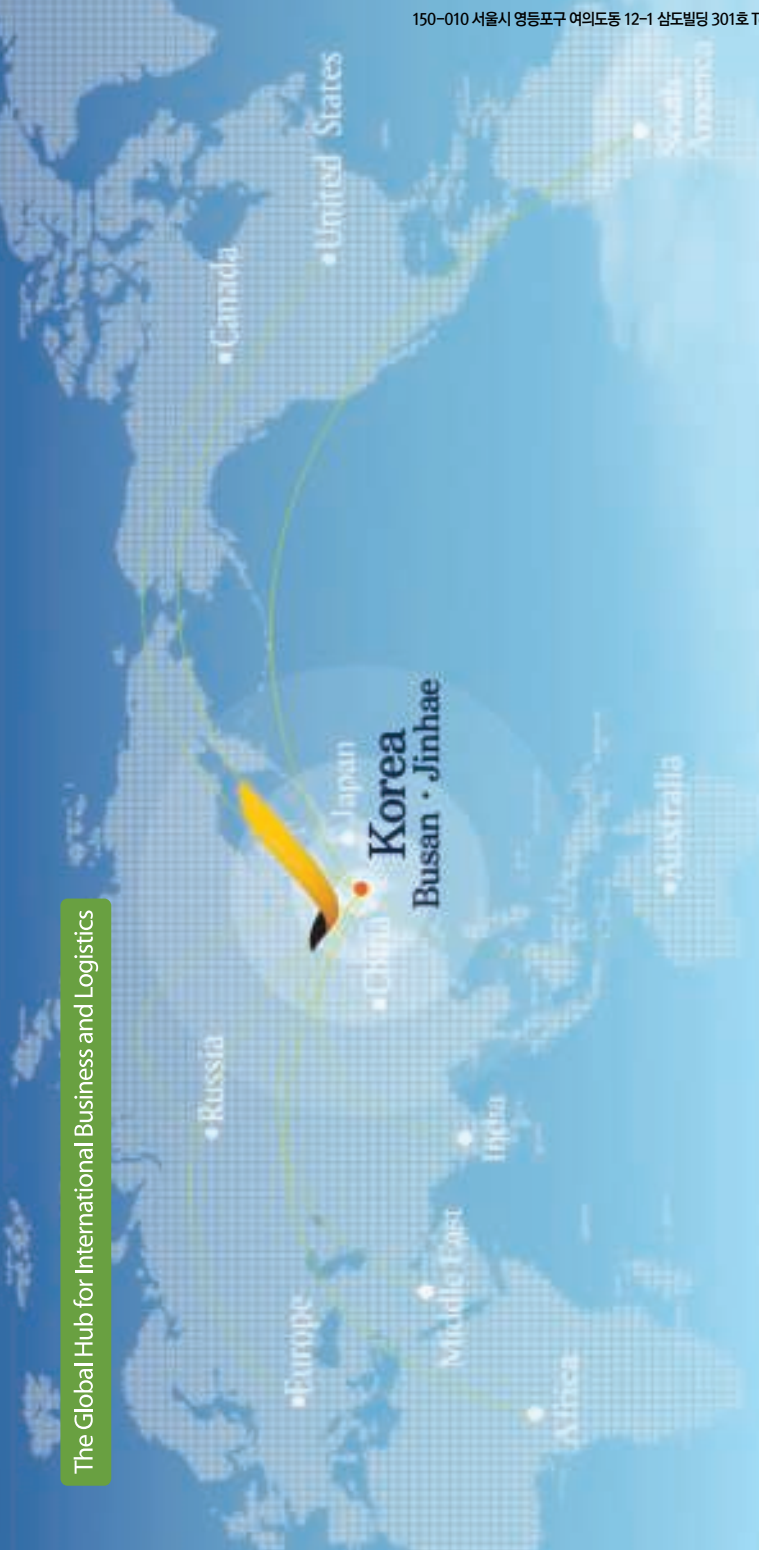 150-010 서울시 영등포구 여의도동 12-1 삼도빌딩 301호 T
The Global Hub for International Business and Logistics
Europe
Africa
Middle East
Russia
India
China
Korea
Busan · Jinhae
Japan
Australia
Canada
United States
South
America